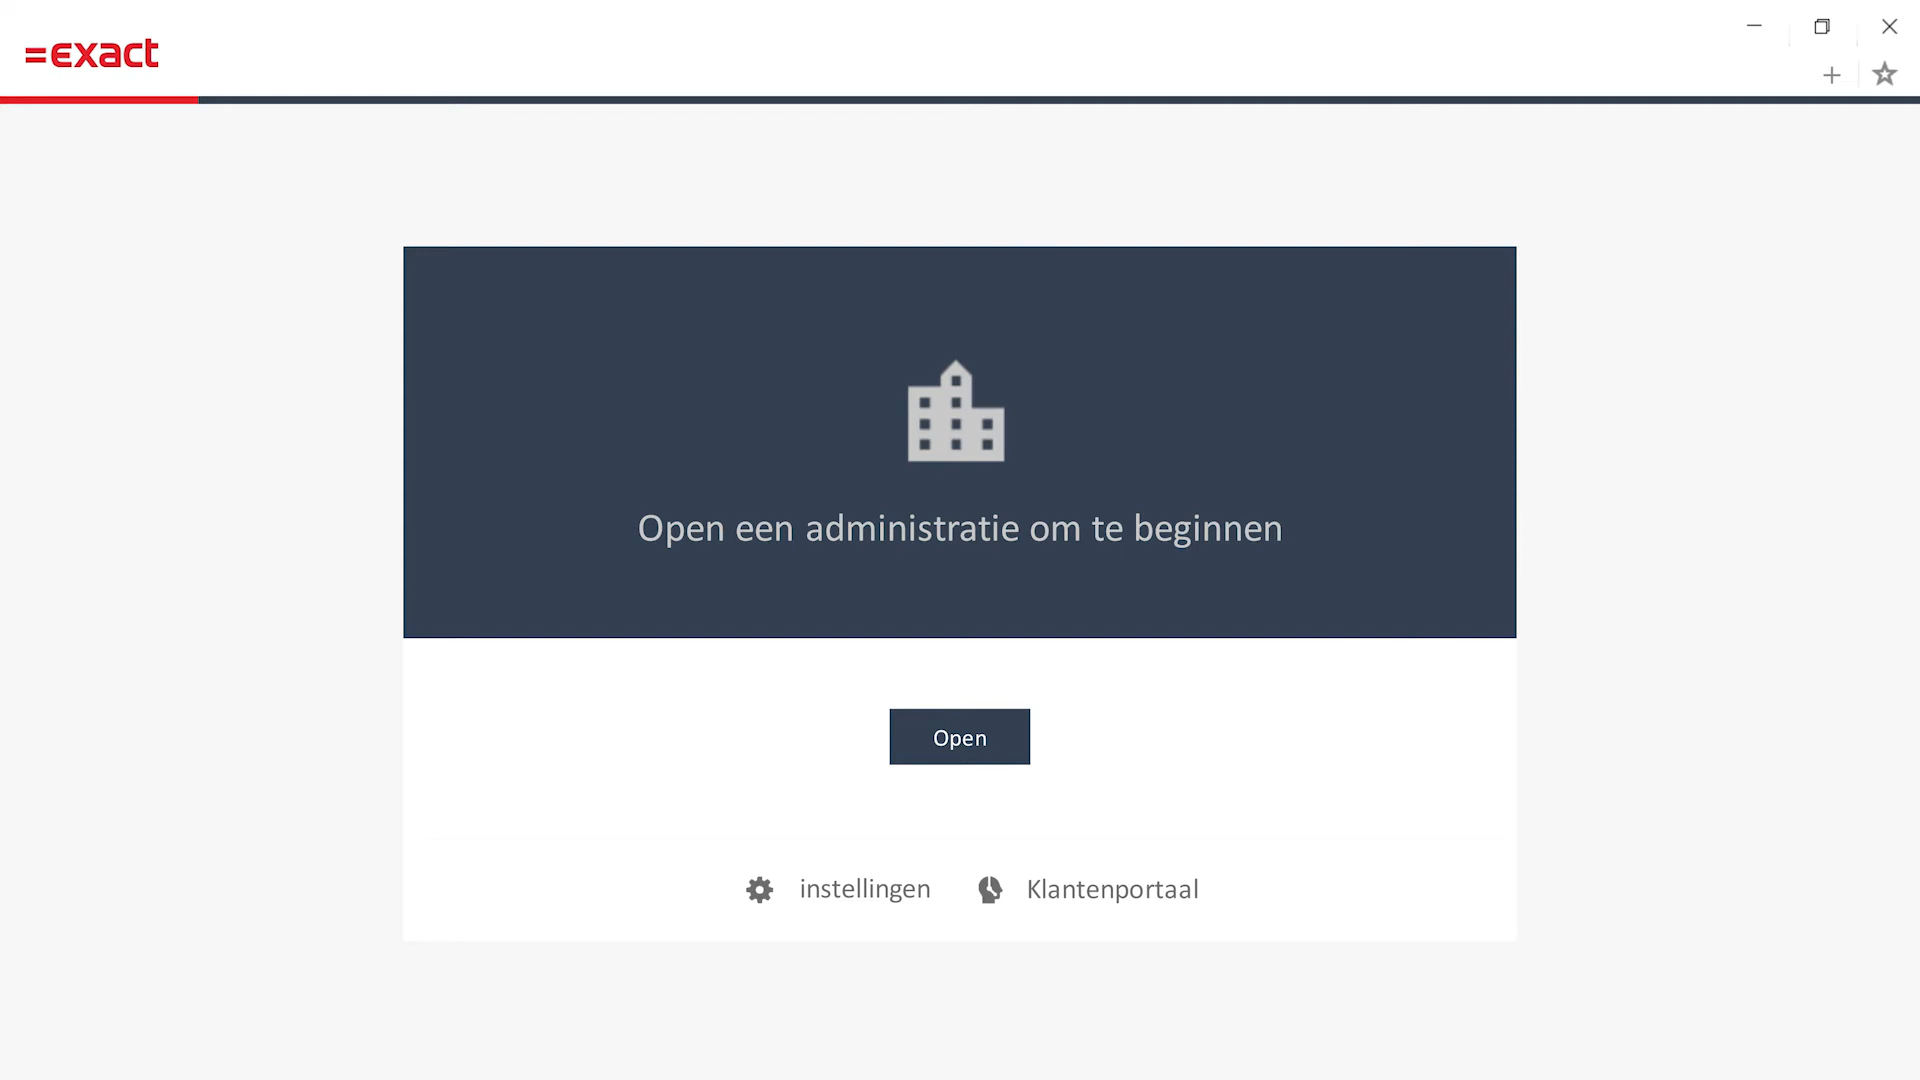 =exact
Open een administratie om te beginnen
Open
instellingen Klantenportaal